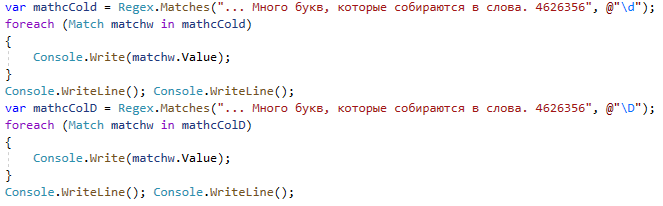 var mathcCold = Regex.Matches("... Много букв, которые собираются в слова. 4626356", @"\d");
foreach (Match matchw in mathcCold)
{
    Console.Write(matchw.Value);
}
Console.WriteLine(); Console.WriteLine();
var mathcColD = Regex.Matches("... Много букв, которые собираются в слова. 4626356", @"\D");
foreach (Match matchw in mathcColD)
{
    Console.Write(matchw.Value);
}
Console.WriteLine(); Console.WriteLine();